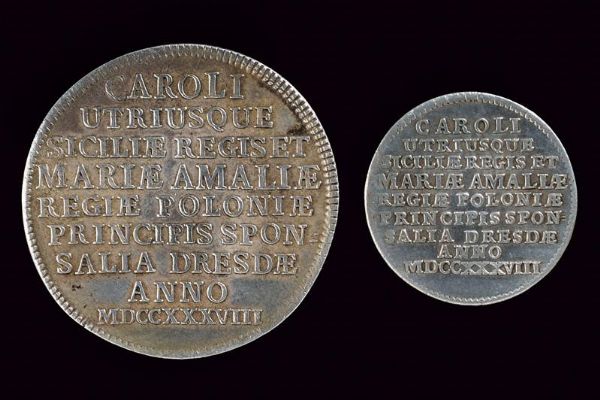 CAROLI
UTRIUSQUE
SICILIÆ REGIS ET
MARIÆ AMALIÆ
REGIÆ POLONIÆ
PRINCIPIS SPON-
SALIA DRESDÆ
ANNO
MDCCXXXVIII
CAROLI
UTRIUSQUE
SICILIÆ REGIS ET
MARIÆ AMALIÆ
REGIÆ POLONIÆ
PRINCIPIS SPON-
SALIA DRESDÆ
ANNO
MDCCXXXVIII